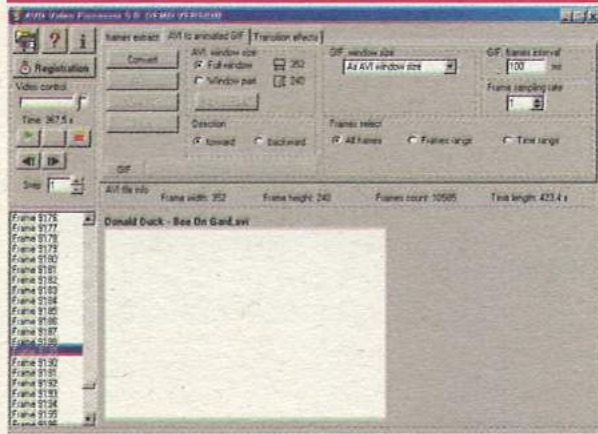 AVD Video Processor 5.0 DEMO VERSION
frames extract
AVI to animated GIF
Transition effects
Registration
Video control
Time 367.5 s
Step 1
Convert
AVI window size
Full window
352
Window part
240
GIF window size
As AVI window size
GIF frames interval
100 ms
Frame sampling rate
1
Direction
forward
backward
Frames select
All frames
Frames range
Time range
GIF
AVI file info
Frame width: 352
Frame height: 240
Frames count: 10585
Time length: 423.4 s
Donald Duck - Bee On Gard.avi
Frame 9176
Frame 9177
Frame 9178
Frame 9179
Frame 9180
Frame 9181
Frame 9182
Frame 9183
Frame 9184
Frame 9185
Frame 9186
Frame 9187
Frame 9188
Frame 9189
Frame 9190
Frame 9191
Frame 9192
Frame 9193
Frame 9194
Frame 9195